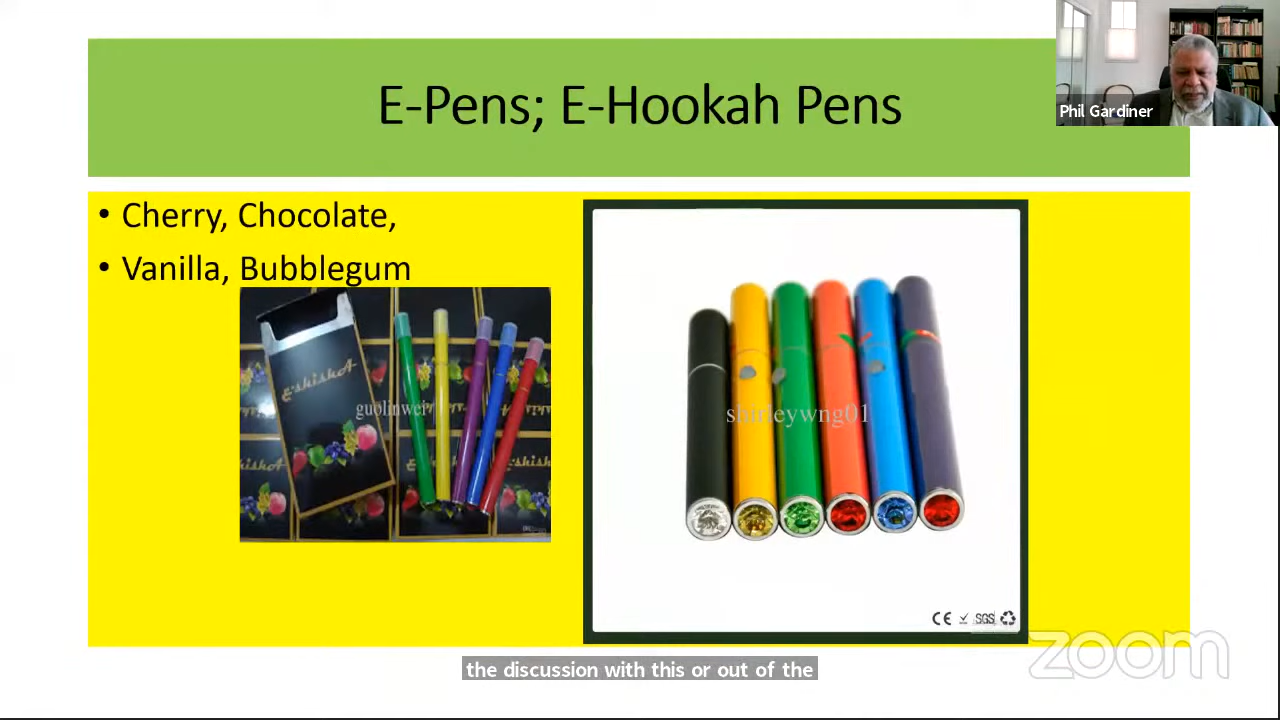 E-Pens; E-Hookah Pens
Phil Gardiner
• Cherry, Chocolate,
• Vanilla, Bubblegum
E-shishA
guolinwei
shirleywng01
CE SGS
zoom
the discussion with this or out of the